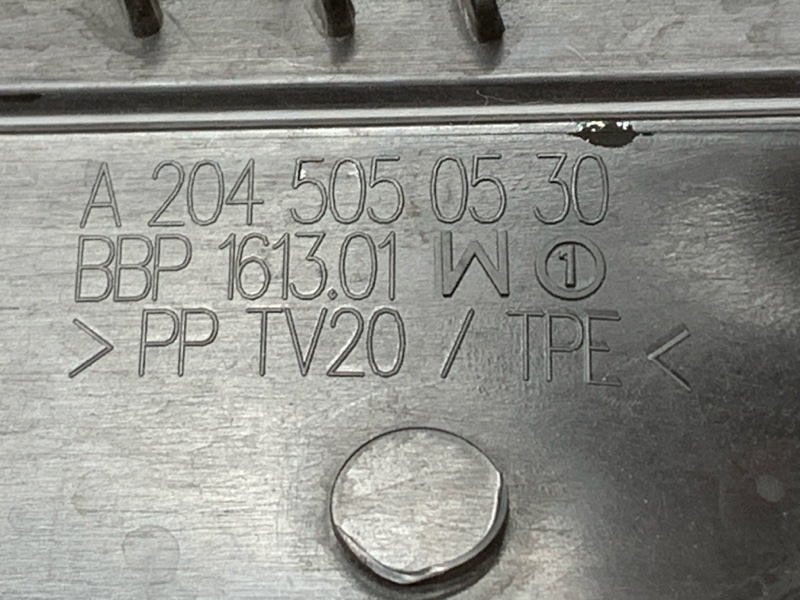 A 204 505 05 30
BBP 1613.01 W ①
>PP TV20 / TPE<